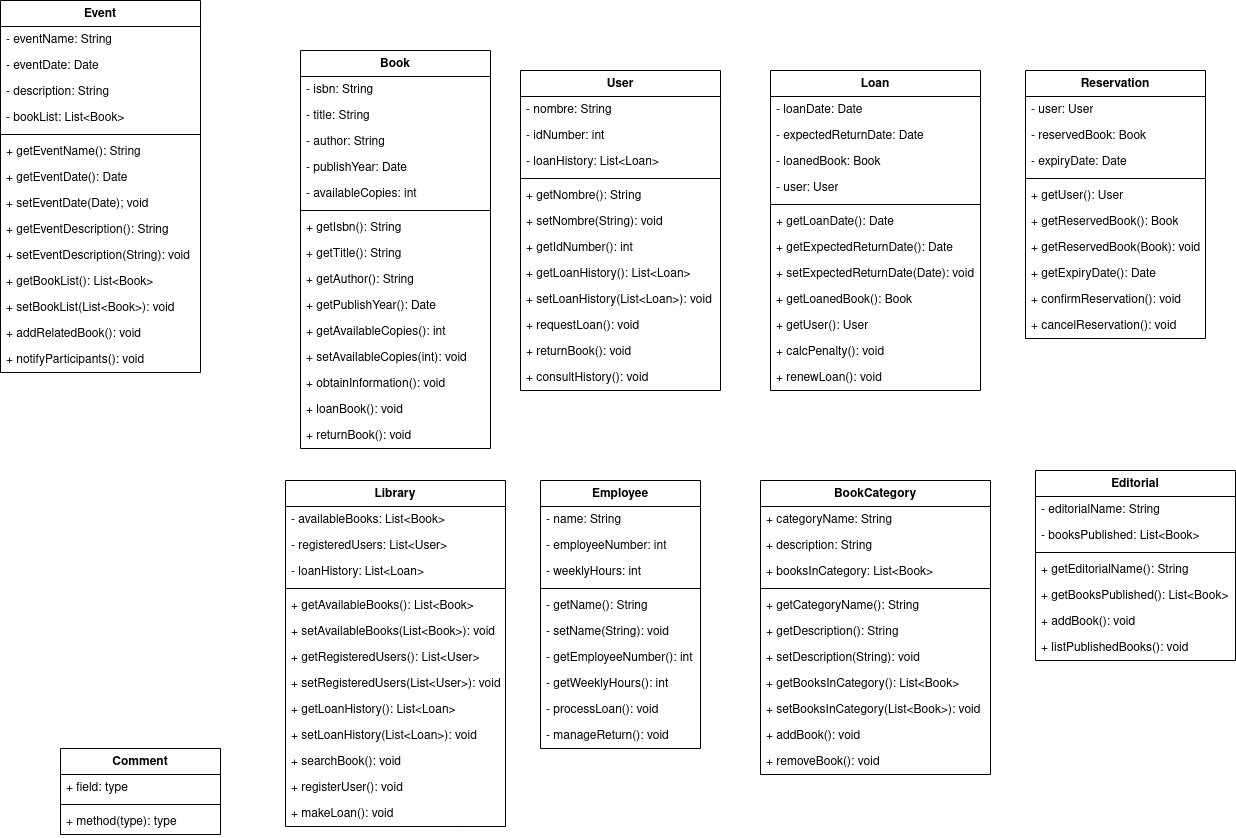 Event
- eventName: String
- eventDate: Date
- description: String
- bookList: List<Book>
+ getEventName(): String
+ getEventDate(): Date
+ setEventDate(Date); void
+ getEventDescription(): String
+ setEventDescription(String): void
+ getBookList(): List<Book>
+ setBookList(List<Book>): void
+ addRelatedBook(): void
+ notifyParticipants(): void
Book
- isbn: String
- title: String
- author: String
- publishYear: Date
- availableCopies: int
+ getIsbn(): String
+ getTitle(): String
+ getAuthor(): String
+ getPublishYear(): Date
+ getAvailableCopies(): int
+ setAvailableCopies(int): void
+ obtainInformation(): void
+ loanBook(): void
+ returnBook(): void
User
- nombre: String
- idNumber: int
- loanHistory: List<Loan>
+ getNombre(): String
+ setNombre(String): void
+ getIdNumber(): int
+ getLoanHistory(): List<Loan>
+ setLoanHistory(List<Loan>): void
+ requestLoan(): void
+ returnBook(): void
+ consultHistory(): void
Loan
- loanDate: Date
- expectedReturnDate: Date
- loanedBook: Book
- user: User
+ getLoanDate(): Date
+ getExpectedReturnDate(): Date
+ setExpectedReturnDate(Date): void
+ getLoanedBook(): Book
+ getUser(): User
+ calcPenalty(): void
+ renewLoan(): void
Reservation
- user: User
- reservedBook: Book
- expiryDate: Date
+ getUser(): User
+ getReservedBook(): Book
+ getReservedBook(Book): void
+ getExpiryDate(): Date
+ confirmReservation(): void
+ cancelReservation(): void
Library
- availableBooks: List<Book>
- registeredUsers: List<User>
- loanHistory: List<Loan>
+ getAvailableBooks(): List<Book>
+ setAvailableBooks(List<Book>): void
+ getRegisteredUsers(): List<User>
+ setRegisteredUsers(List<User>): void
+ getLoanHistory(): List<Loan>
+ setLoanHistory(List<Loan>): void
+ searchBook(): void
+ registerUser(): void
+ makeLoan(): void
Employee
- name: String
- employeeNumber: int
- weeklyHours: int
- getName(): String
- setName(String): void
- getEmployeeNumber(): int
- getWeeklyHours(): int
- processLoan(): void
- manageReturn(): void
BookCategory
+ categoryName: String
+ description: String
+ booksInCategory: List<Book>
+ getCategoryName(): String
+ getDescription(): String
+ setDescription(String): void
+ getBooksInCategory(): List<Book>
+ setBooksInCategory(List<Book>): void
+ addBook(): void
+ removeBook(): void
Editorial
- editorialName: String
- booksPublished: List<Book>
+ getEditorialName(): String
+ getBooksPublished(): List<Book>
+ addBook(): void
+ listPublishedBooks(): void
Comment
+ field: type
+ method(type): type